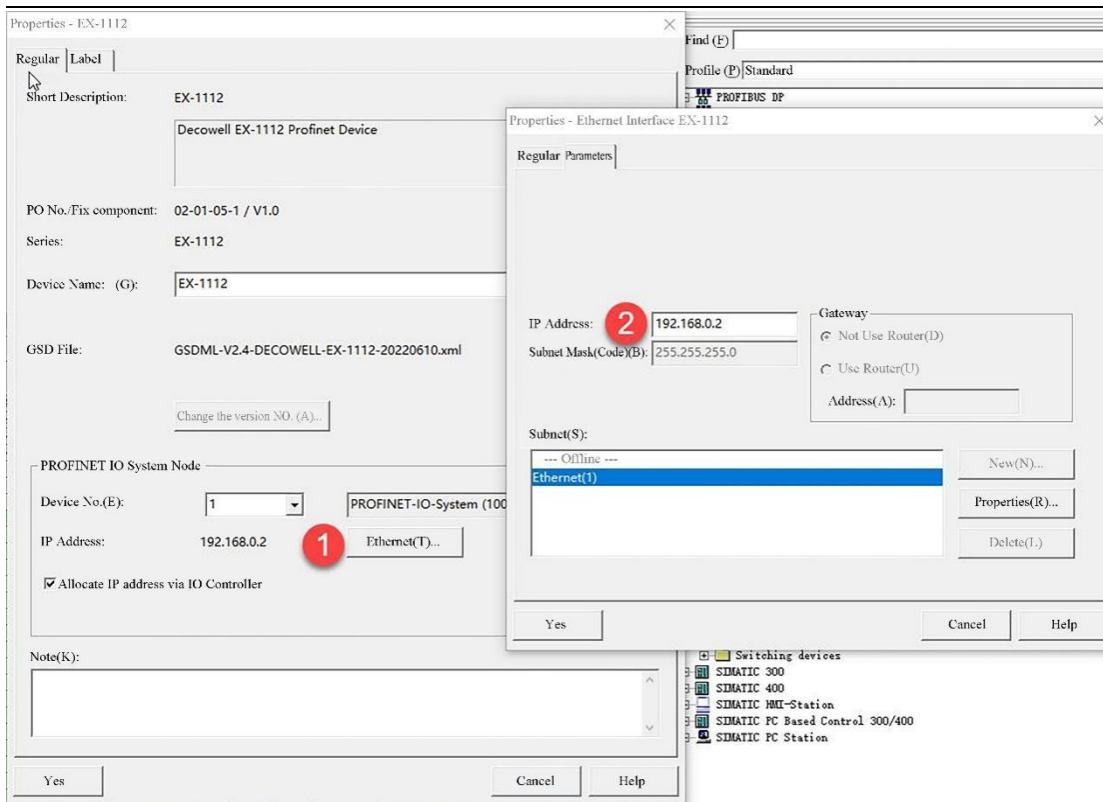 Properties - EX-1112
Regular Label
Short Description: EX-1112
Decowell EX-1112 Profinet Device
PO No./Fix component: 02-01-05-1 / V1.0
Series: EX-1112
Device Name: (G): EX-1112
GSD File: GSDML-V2.4-DECOWELL-EX-1112-20220610.xml
Change the version NO. (A)...
PROFINET IO System Node
Device No.(E): 1 PROFINET-IO-System (100
IP Address: 192.168.0.2 1 Ethernet(T)...
Allocate IP address via IO Controller
Note(K):
Yes Cancel Help
Find (F)
Profile (P) Standard
PROFIBUS DP
Properties - Ethernet Interface EX-1112
Regular Parameters
IP Address: 2 192.168.0.2
Subnet Mask(Code)(B): 255.255.255.0
Gateway
Not Use Router(D)
Use Router(U)
Address(A):
Subnet(S):
--- Offline ---
Ethernet(1)
New(N)...
Properties(R)...
Delete(L)
Yes Cancel Help
Switching devices
SIMATIC 300
SIMATIC 400
SIMATIC HMI-Station
SIMATIC PC Based Control 300/400
SIMATIC PC Station